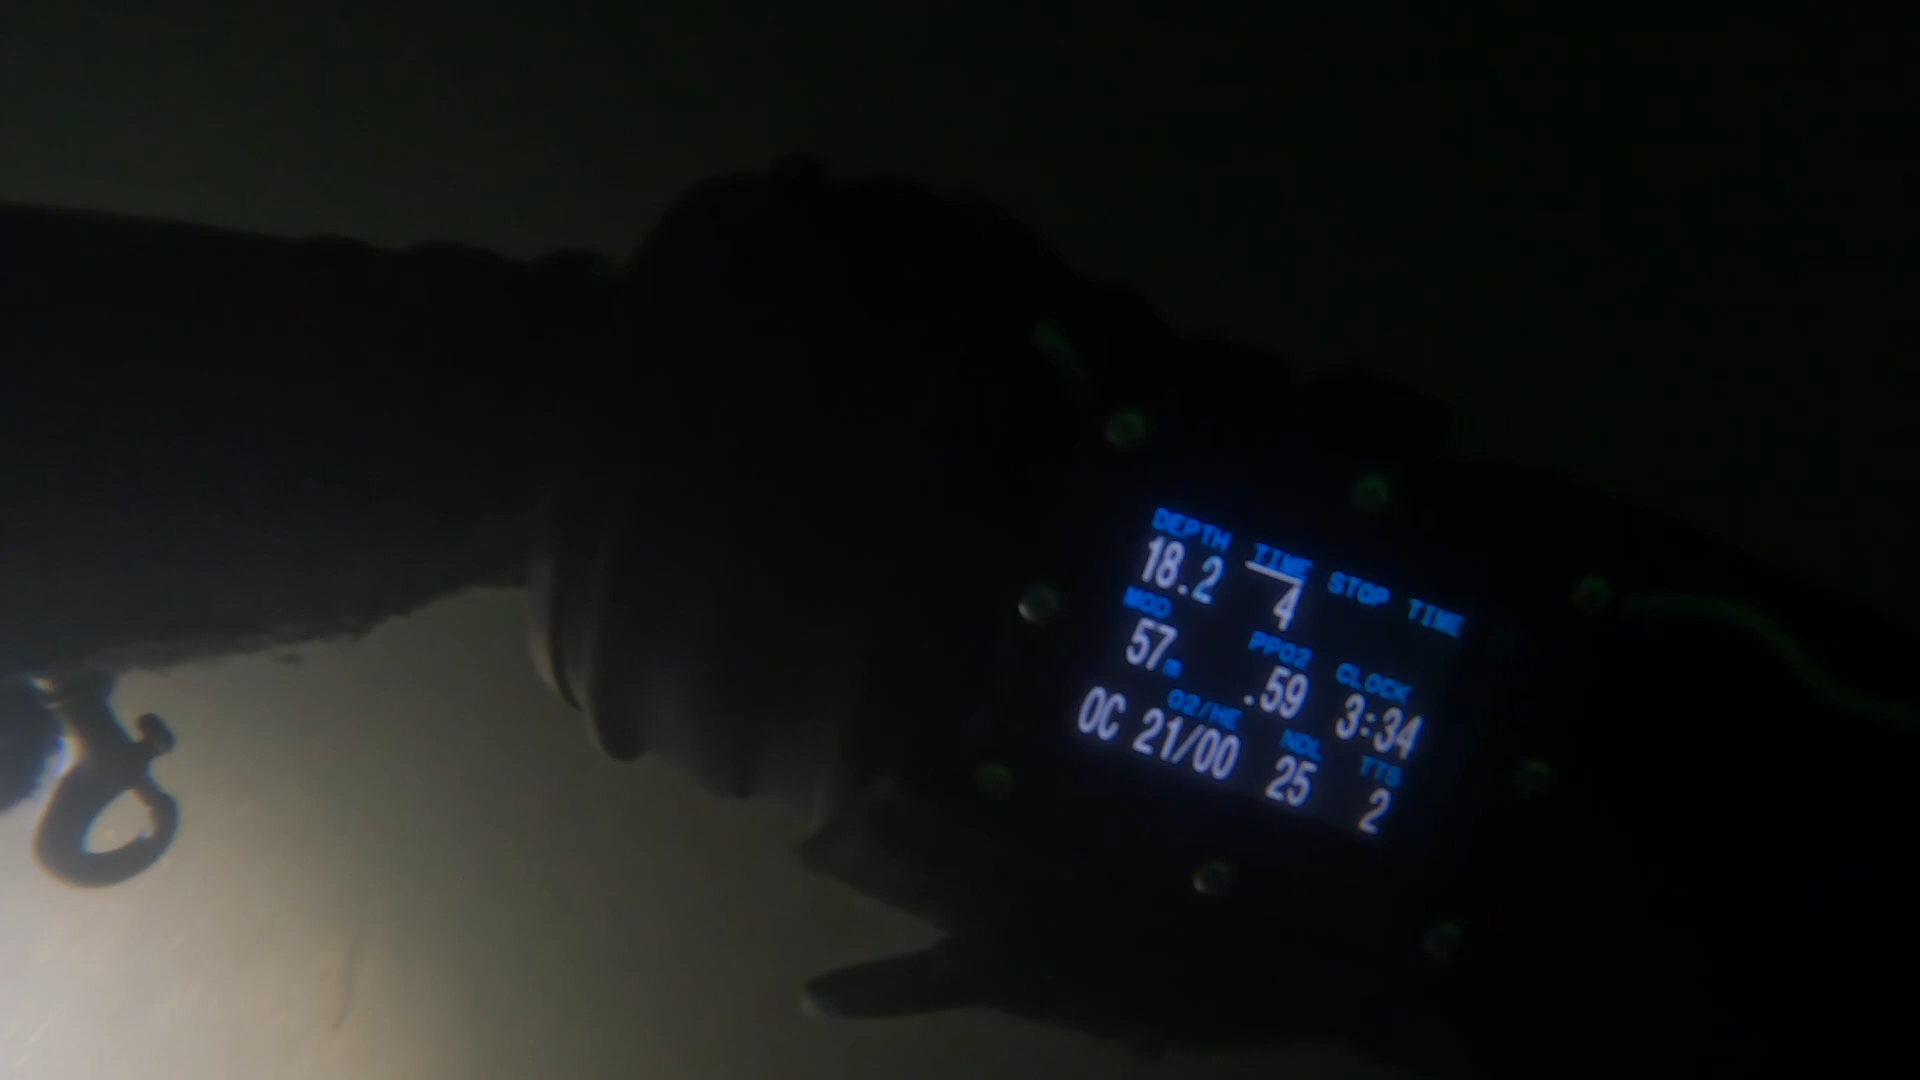 DEPTH TIME STOP TIME
18.2 4
MOD PPO2 CLOCK
57m .59 3:34
O2/HE NDL TTS
OC 21/00 25 2